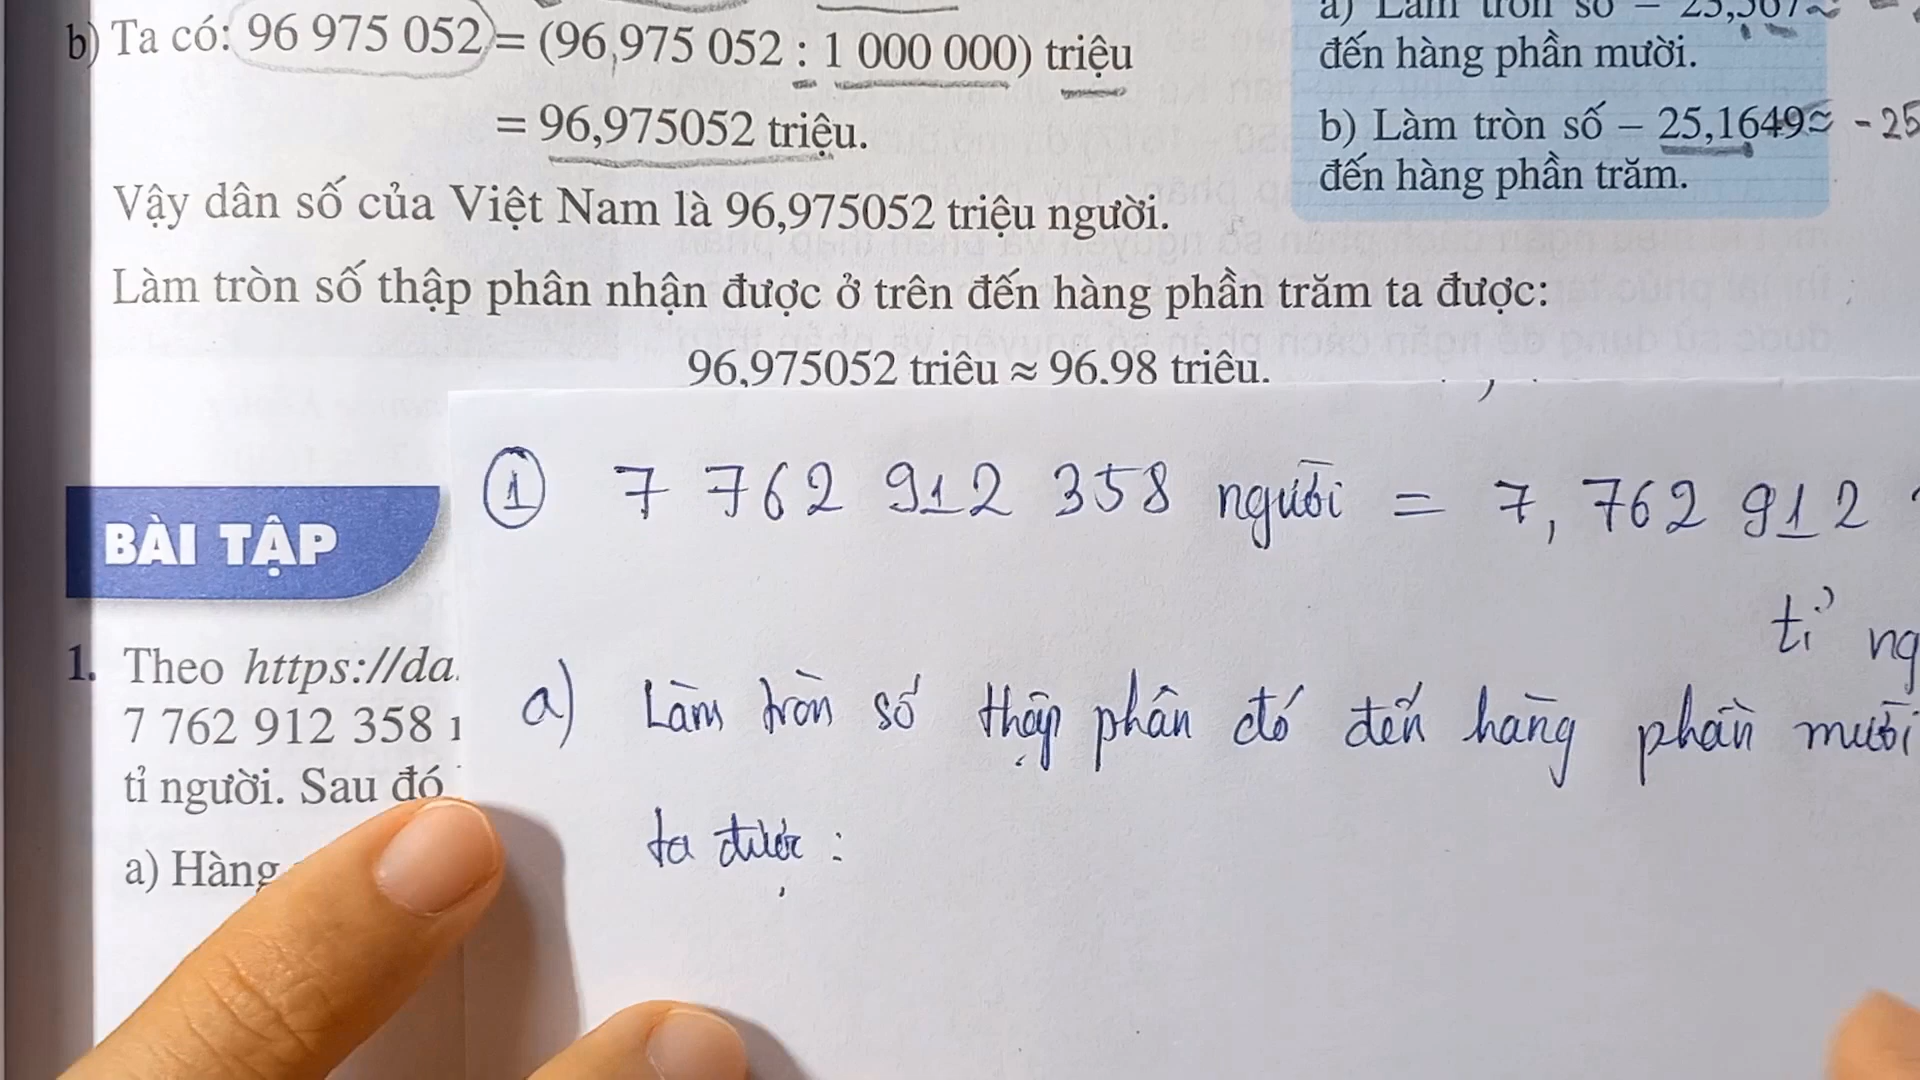 a) Làm tròn số – 25,567≈
b) Ta có: 96 975 052 = (96,975 052 : 1 000 000) triệu
đến hàng phần mười.
= 96,975052 triệu.
b) Làm tròn số – 25,1649≈ - 25
đến hàng phần trăm.
Vậy dân số của Việt Nam là 96,975052 triệu người.
Làm tròn số thập phân nhận được ở trên đến hàng phần trăm ta được:
96,975052 triệu ≈ 96,98 triệu.
① 7 762 912 358 người = 7, 762 912
tỉ ng
BÀI TẬP
1. Theo https://da
7 762 912 358
tỉ người. Sau đó
a) Hàng
a) Làm tròn số thập phân đó đến hàng phần mười
ta được :